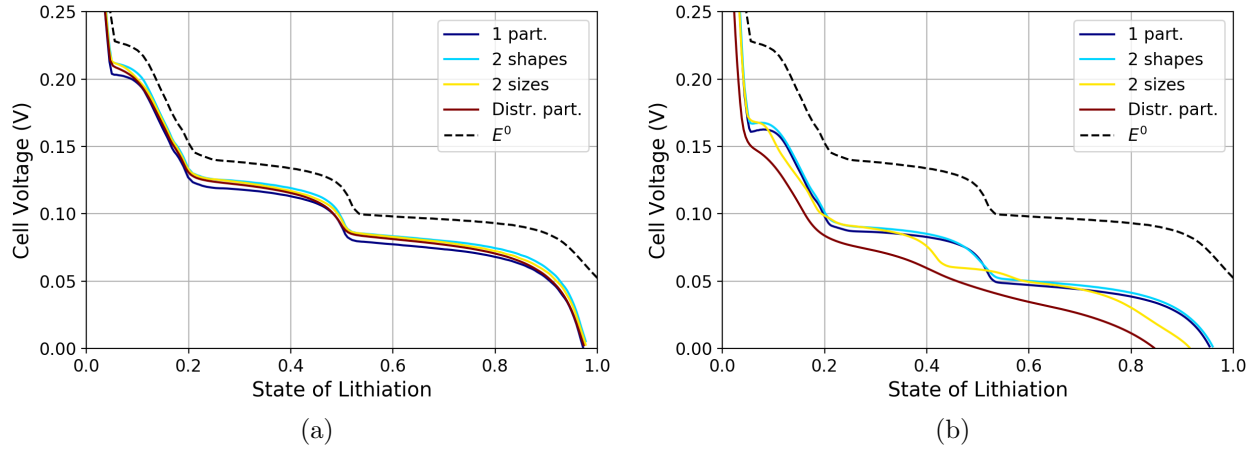 0.25
0.20
0.15
0.10
0.05
0.00
Cell Voltage (V)
1 part.
2 shapes
2 sizes
Distr. part.
E⁰
0.0 0.2 0.4 0.6 0.8 1.0
State of Lithiation
(a)
0.25
0.20
0.15
0.10
0.05
0.00
Cell Voltage (V)
1 part.
2 shapes
2 sizes
Distr. part.
E⁰
0.0 0.2 0.4 0.6 0.8 1.0
State of Lithiation
(b)